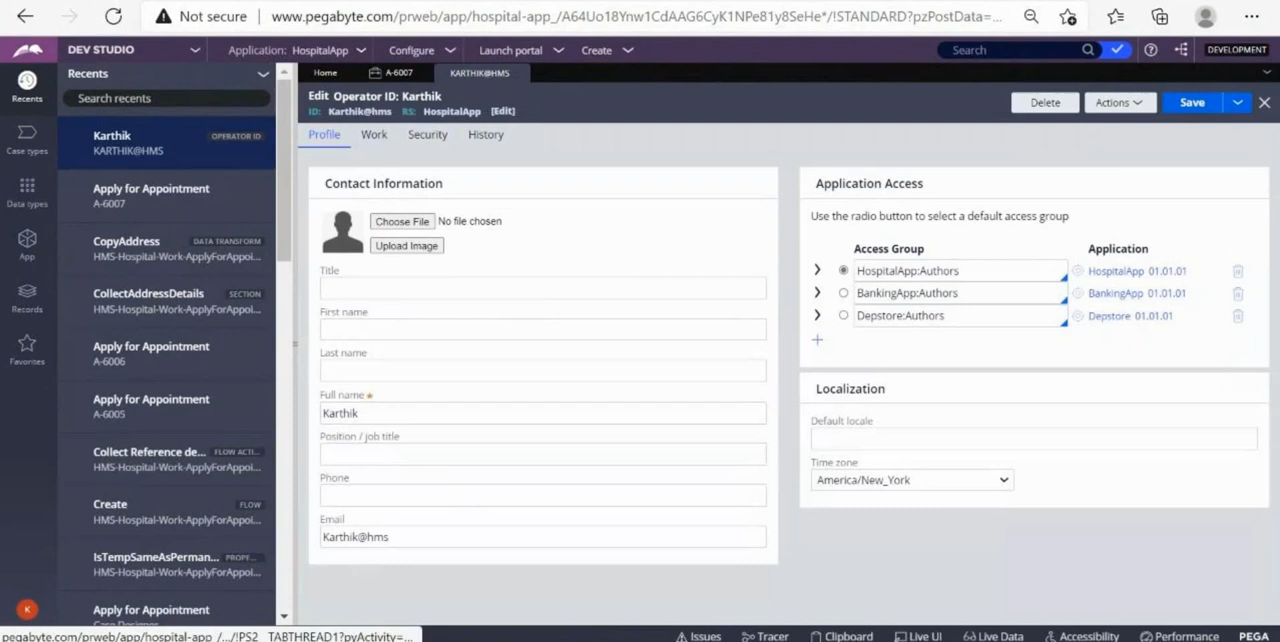 Not secure www.pegabyte.com/prweb/app/hospital-app_/A64Uo18Ynw1CdAAG6CyK1NPe81y8SeHe*/!STANDARD?pzPostData=...
DEV STUDIO Application: HospitalApp Configure Launch portal Create Search DEVELOPMENT
Recents
Home A-6007 KARTHIK@HMS
Recents
Search recents
Edit Operator ID: Karthik
ID: Karthik@hms RS: HospitalApp [Edit]
Delete Actions Save
Profile Work Security History
Case types
Data types
App
Records
Favorites
K
Karthik OPERATOR ID
KARTHIK@HMS
Apply for Appointment
A-6007
CopyAddress DATA TRANSFORM
HMS-Hospital-Work-ApplyForAppoi...
CollectAddressDetails SECTION
HMS-Hospital-Work-ApplyForAppoi...
Apply for Appointment
A-6006
Apply for Appointment
A-6005
Collect Reference de... FLOW ACTI...
HMS-Hospital-Work-ApplyForAppoi...
Create FLOW
HMS-Hospital-Work-ApplyForAppoi...
IsTempSameAsPerman... PROPE...
HMS-Hospital-Work-ApplyForAppoi...
Apply for Appointment
Case Designer
Contact Information
Choose File No file chosen
Upload Image
Title
First name
Last name
Full name ★
Karthik
Position / job title
Phone
Email
Karthik@hms
Application Access
Use the radio button to select a default access group
Access Group Application
HospitalApp:Authors HospitalApp 01.01.01
BankingApp:Authors BankingApp 01.01.01
Depstore:Authors Depstore 01.01.01
Localization
Default locale
Time zone
America/New_York
pegabyte.com/prweb/app/hospital-app_/.../!PS2__TABTHREAD1?pyActivity=...
Issues Tracer Clipboard Live UI Live Data Accessibility Performance PEGA